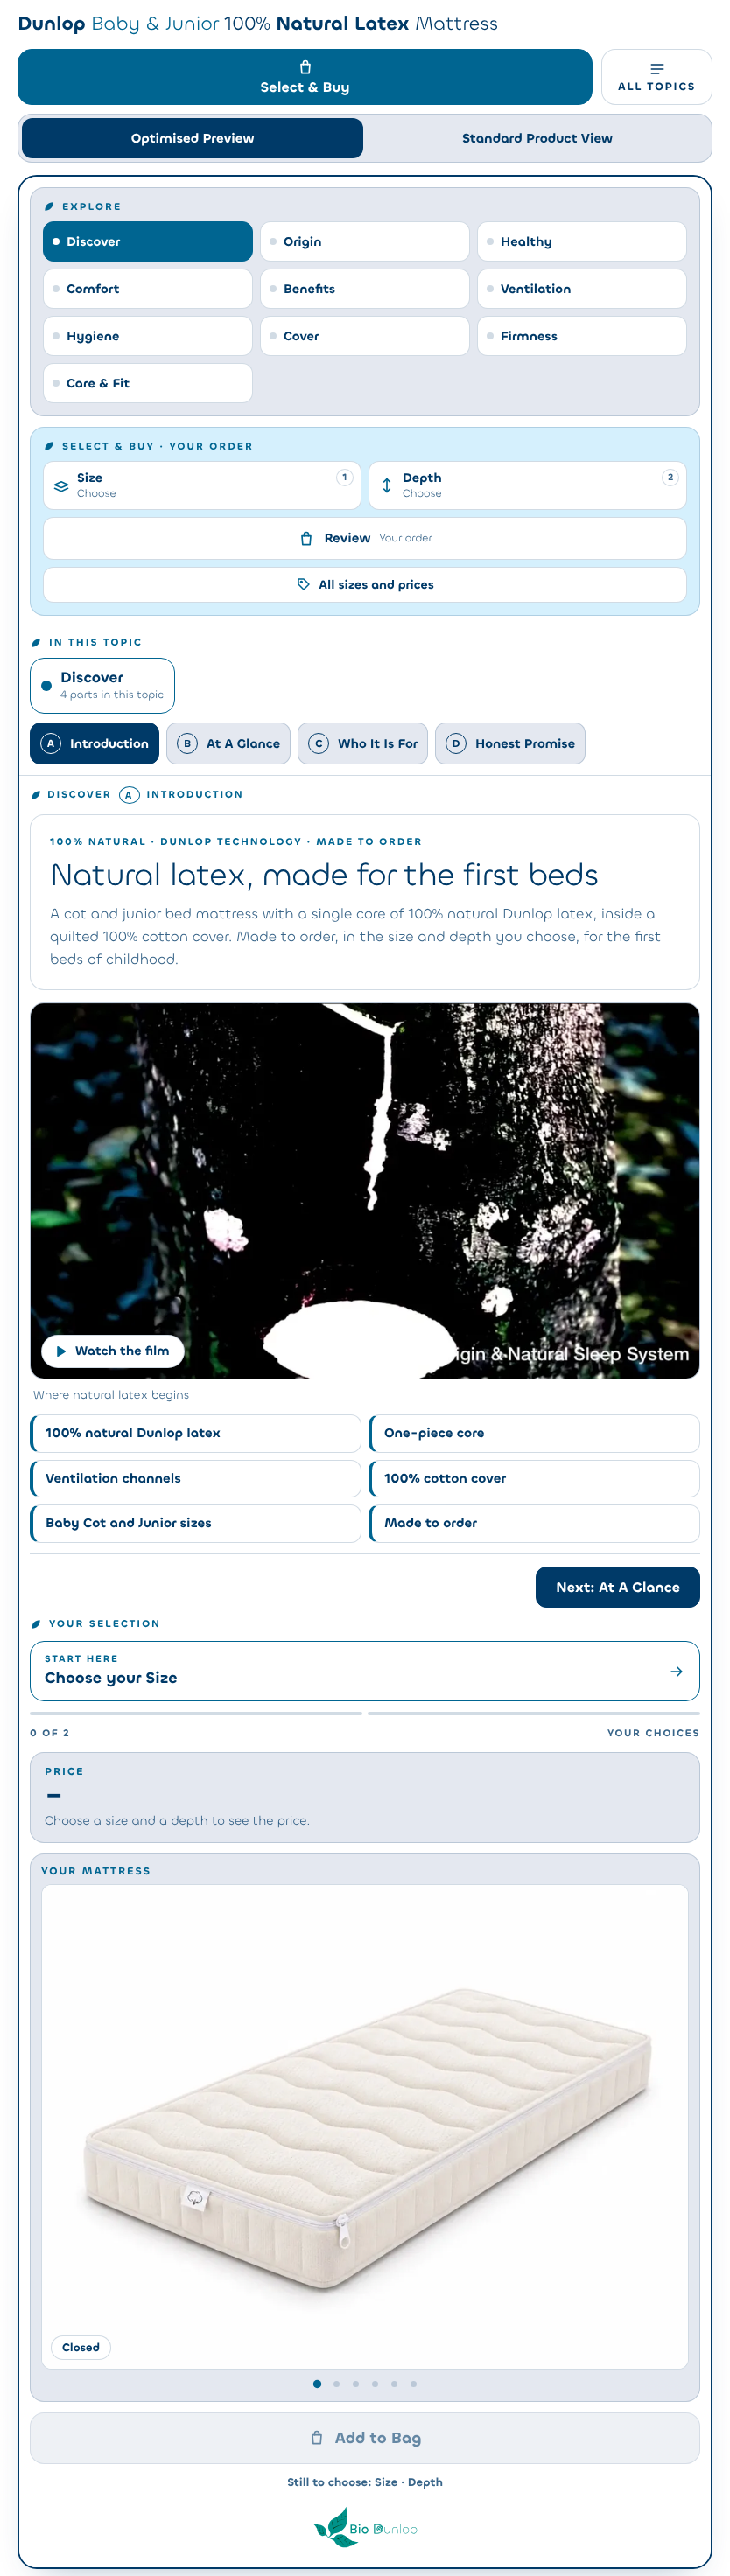 Dunlop Baby & Junior 100% Natural Latex Mattress
Select & Buy
ALL TOPICS
Optimised Preview
Standard Product View
EXPLORE
Discover
Origin
Healthy
Comfort
Benefits
Ventilation
Hygiene
Cover
Firmness
Care & Fit
SELECT & BUY · YOUR ORDER
Size
Choose
1
Depth
Choose
2
Review Your order
All sizes and prices
IN THIS TOPIC
Discover
4 parts in this topic
A Introduction
B At A Glance
C Who It Is For
D Honest Promise
DISCOVER A INTRODUCTION
100% NATURAL · DUNLOP TECHNOLOGY · MADE TO ORDER
Natural latex, made for the first beds
A cot and junior bed mattress with a single core of 100% natural Dunlop latex, inside a
quilted 100% cotton cover. Made to order, in the size and depth you choose, for the first
beds of childhood.
Watch the film
& Natural Sleep System
Where natural latex begins
100% natural Dunlop latex
One-piece core
Ventilation channels
100% cotton cover
Baby Cot and Junior sizes
Made to order
Next: At A Glance
YOUR SELECTION
START HERE
Choose your Size
0 OF 2
YOUR CHOICES
PRICE
–
Choose a size and a depth to see the price.
YOUR MATTRESS
Closed
Add to Bag
Still to choose: Size · Depth
Bio Dunlop